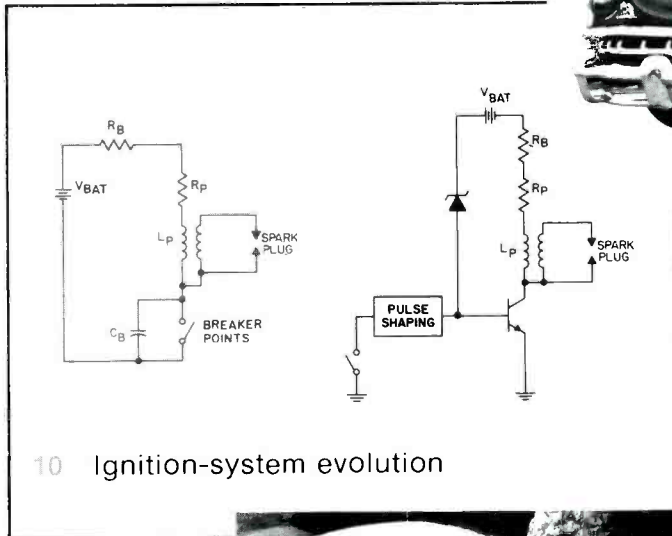 R_B
V_BAT
R_P
L_P
SPARK
PLUG
C_B
BREAKER
POINTS
V_BAT
R_B
R_P
L_P
SPARK
PLUG
PULSE
SHAPING
10 Ignition-system evolution